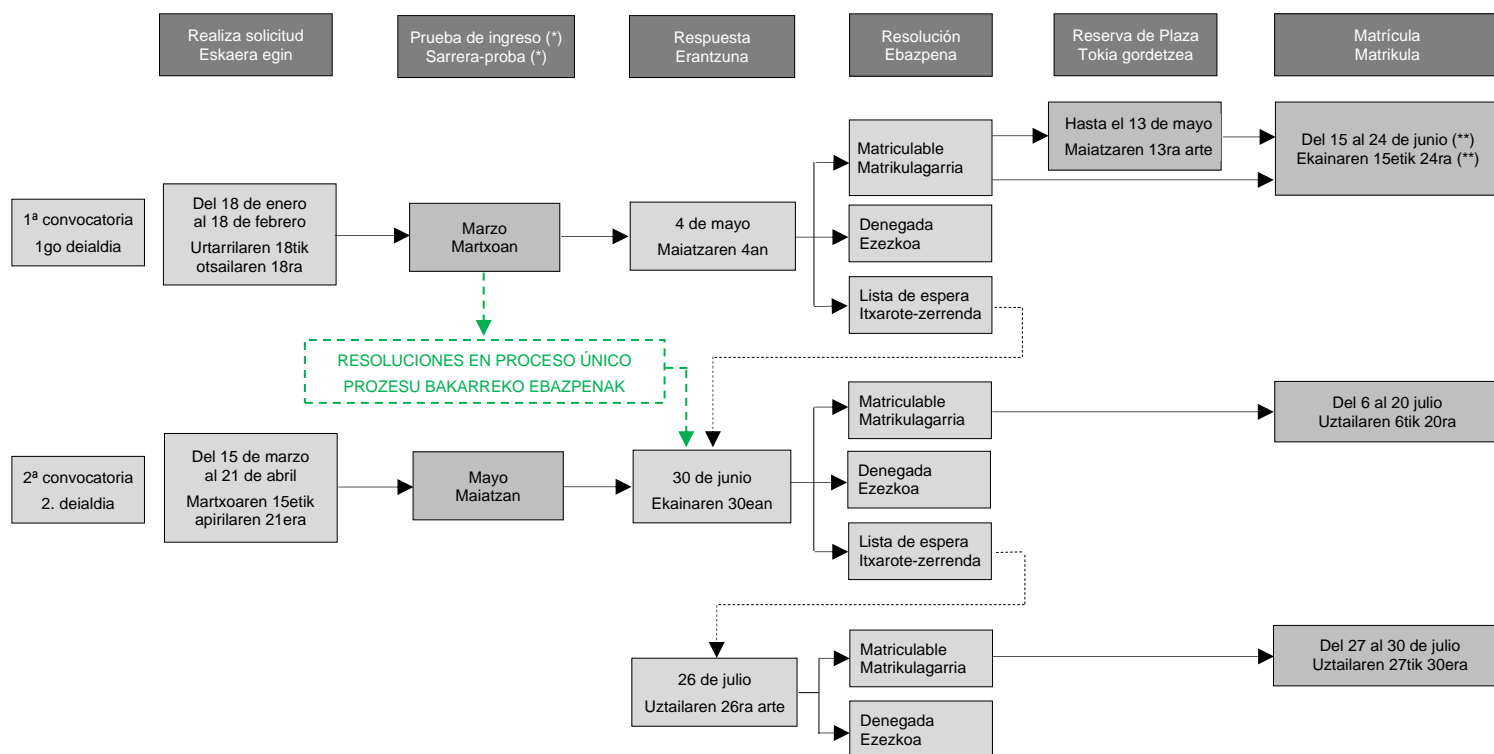 Realiza solicitud
Eskaera egin
Prueba de ingreso (*)
Sarrera-proba (*)
Respuesta
Erantzuna
Resolución
Ebazpena
Reserva de Plaza
Tokia gordetzea
Matrícula
Matrikula
1ª convocatoria
1go deialdia
Del 18 de enero
al 18 de febrero
Urtarrilaren 18tik
otsailaren 18ra
Marzo
Martxoan
4 de mayo
Maiatzaren 4an
Matriculable
Matrikulagarria
Hasta el 13 de mayo
Maiatzaren 13ra arte
Del 15 al 24 de junio (**)
Ekainaren 15etik 24ra (**)
Denegada
Ezezkoa
Lista de espera
Itxarote-zerrenda
RESOLUCIONES EN PROCESO ÚNICO
PROZESU BAKARREKO EBAZPENAK
2ª convocatoria
2. deialdia
Del 15 de marzo
al 21 de abril
Martxoaren 15etik
apirilaren 21era
Mayo
Maiatzan
30 de junio
Ekainaren 30ean
Matriculable
Matrikulagarria
Del 6 al 20 julio
Uztailaren 6tik 20ra
Denegada
Ezezkoa
Lista de espera
Itxarote-zerrenda
26 de julio
Uztailaren 26ra arte
Matriculable
Matrikulagarria
Del 27 al 30 de julio
Uztailaren 27tik 30era
Denegada
Ezezkoa